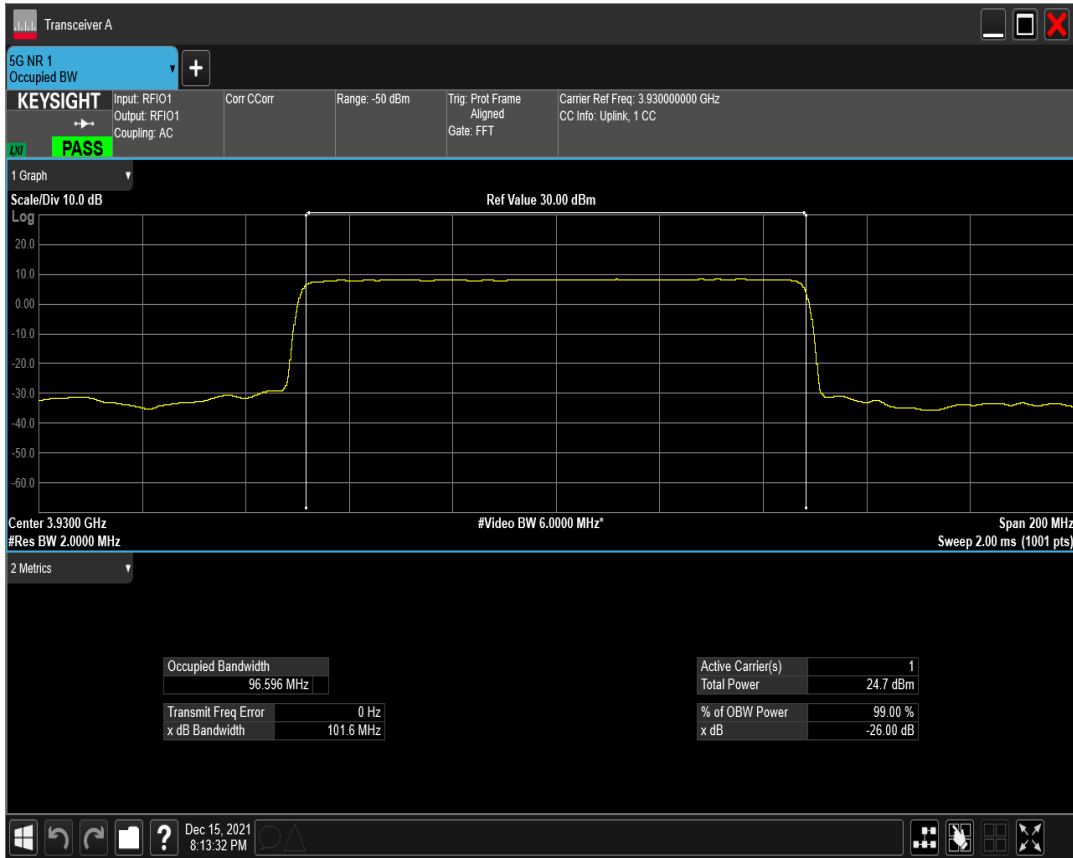 Transceiver A
5G NR 1
Occupied BW
KEYSIGHT
LXI
PASS
Input: RFIO1
Output: RFIO1
Coupling: AC
Corr CCorr
Range: -50 dBm
Trig: Prot Frame
Aligned
Gate: FFT
Carrier Ref Freq: 3.930000000 GHz
CC Info: Uplink, 1 CC
1 Graph
Scale/Div 10.0 dB
Ref Value 30.00 dBm
Log
20.0
10.0
0.00
-10.0
-20.0
-30.0
-40.0
-50.0
-60.0
Center 3.9300 GHz
#Video BW 6.0000 MHz*
Span 200 MHz
#Res BW 2.0000 MHz
Sweep 2.00 ms (1001 pts)
2 Metrics
Occupied Bandwidth
96.596 MHz
Transmit Freq Error 0 Hz
x dB Bandwidth 101.6 MHz
Active Carrier(s) 1
Total Power 24.7 dBm
% of OBW Power 99.00 %
x dB -26.00 dB
?
Dec 15, 2021
8:13:32 PM